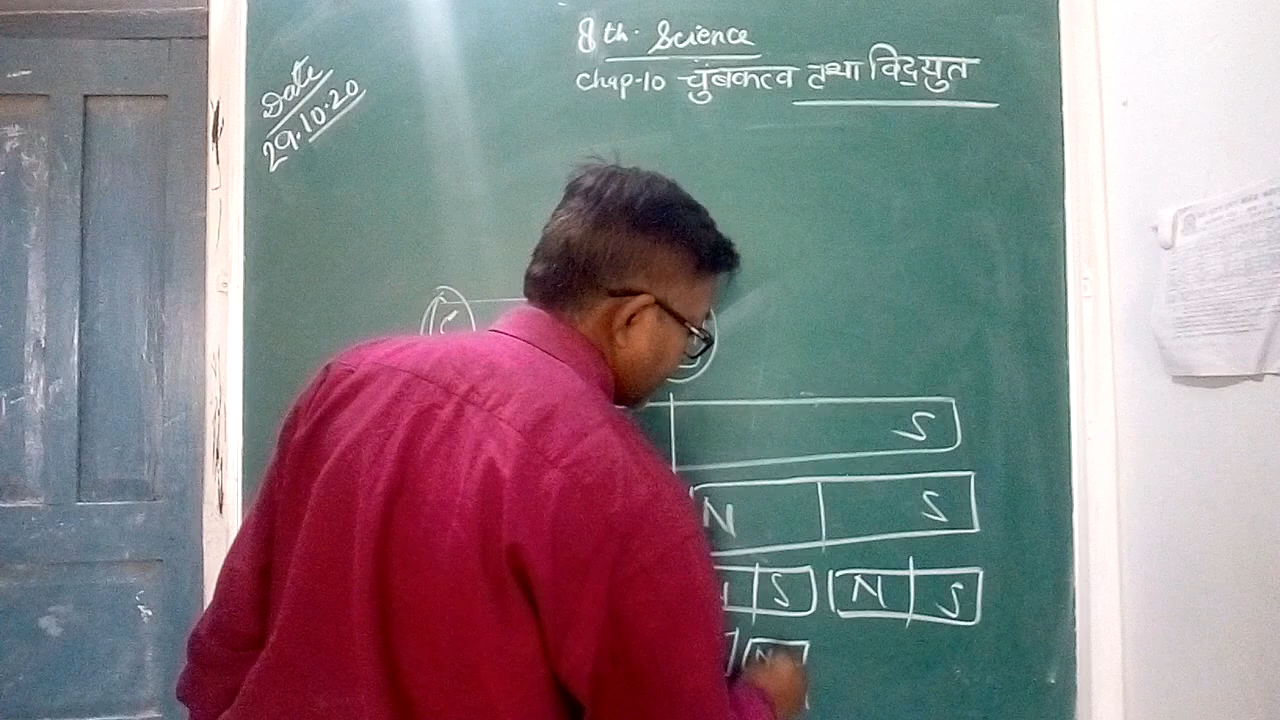 8th. Science
Chap-10 चुंबकत्व तथा विद्युत
Date
29.10.20
S
N S
S N S
N